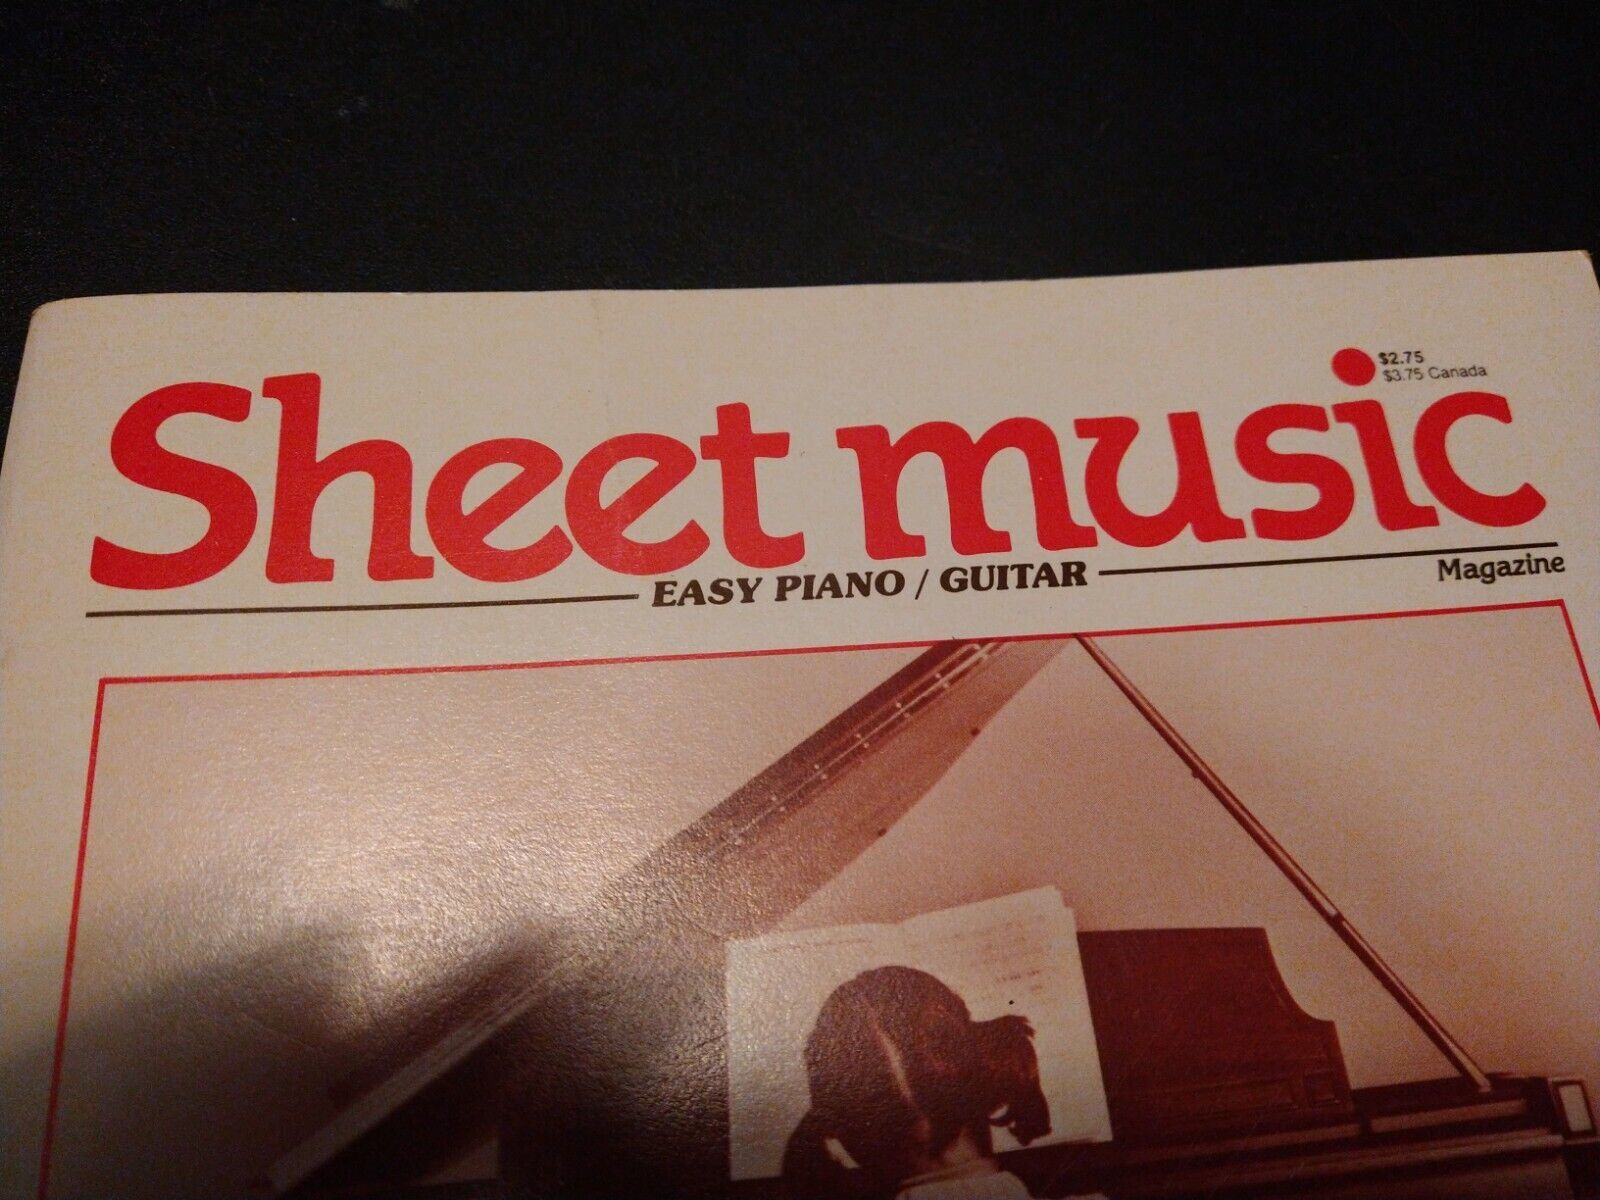 $2.75
$3.75 Canada
Sheet music
EASY PIANO / GUITAR
Magazine